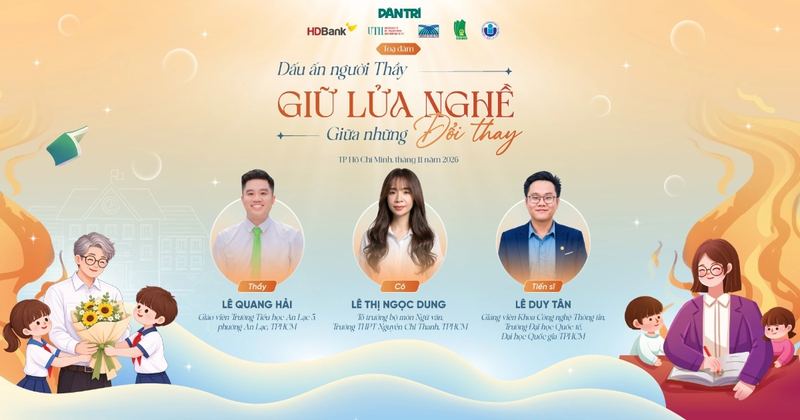 DANTRI
HDBank UTH
Toạ đàm
Dấu ấn người Thầy
GIỮ LỬA NGHỀ
Giữa những Đổi thay
TP Hồ Chí Minh, tháng 11 năm 2026
Thầy
LÊ QUANG HẢI
Giáo viên Trường Tiểu học An Lạc 3,
phường An Lạc, TPHCM
Cô
LÊ THỊ NGỌC DUNG
Tổ trưởng bộ môn Ngữ văn,
Trường THPT Nguyễn Chí Thanh, TPHCM
Tiến sĩ
LÊ DUY TÂN
Giảng viên Khoa Công nghệ Thông tin,
Trường Đại học Quốc tế,
Đại học Quốc gia TPHCM